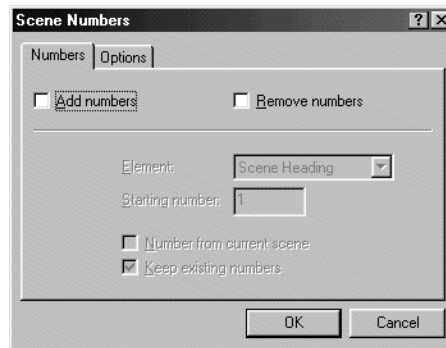 Scene Numbers
Numbers Options
Add numbers Remove numbers
Element: Scene Heading
Starting number: 1
Number from current scene
Keep existing numbers
OK Cancel